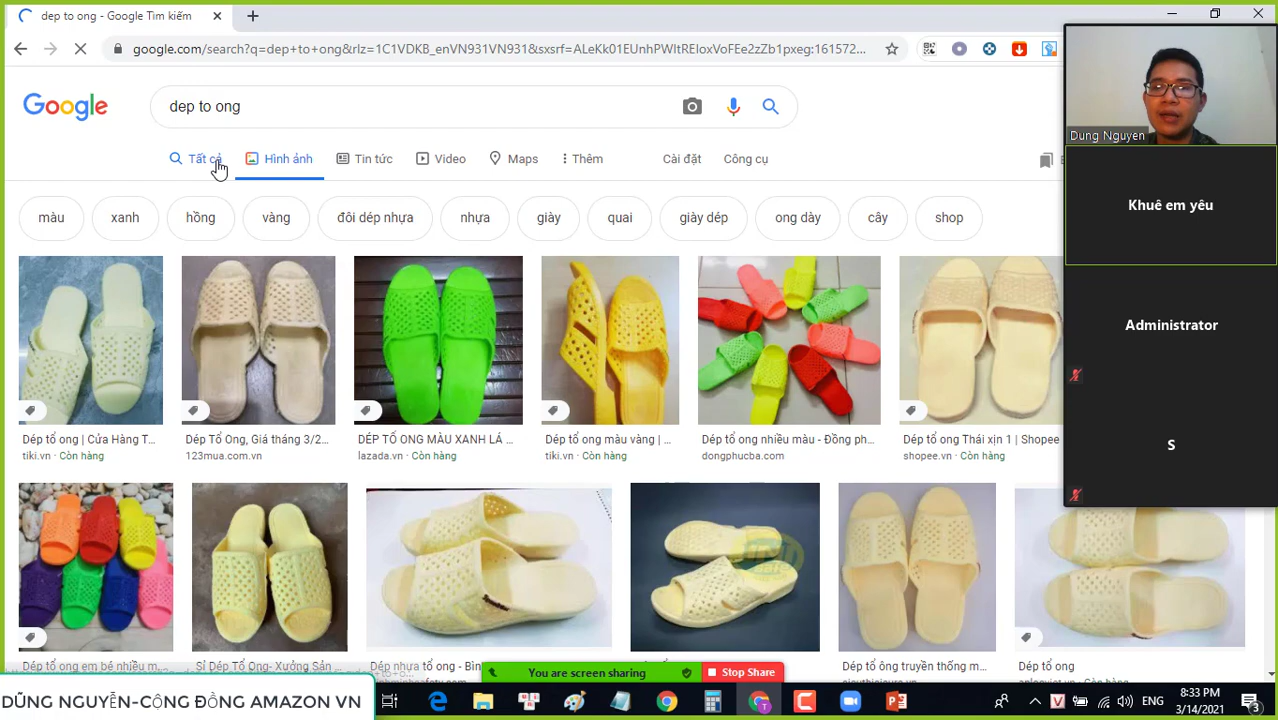 dep to ong - Google Tìm kiếm
google.com/search?q=dep+to+ong&rlz=1C1VDKB_enVN931VN931&sxsrf=ALeKk01EUnhPWltREIoxVoFEe2zZb1pxeg:161572...
Google
dep to ong
Tất cả
Hình ảnh
Tin tức
Video
Maps
Thêm
Cài đặt
Công cụ
màu
xanh
hồng
vàng
đôi dép nhựa
nhựa
giày
quai
giày dép
ong dày
cây
shop
Dép tổ ong | Cửa Hàng T...
tiki.vn - Còn hàng
Dép Tổ Ong, Giá tháng 3/2...
123mua.com.vn
DÉP TỔ ONG MÀU XANH LÁ ...
lazada.vn - Còn hàng
Dép tổ ong màu vàng | ...
tiki.vn - Còn hàng
Dép tổ ong nhiều màu - Đồng ph...
dongphucba.com
Dép tổ ong Thái xịn 1 | Shopee
shopee.vn - Còn hàng
Dép tổ ong em bé nhiều m...
Sỉ Dép Tổ Ong- Xưởng Sản
Dép nhựa tổ ong - Bin
Dép tổ ong truyền thống m...
Dép tổ ong
Dung Nguyen
Khuê em yêu
Administrator
S
You are screen sharing
Stop Share
DŨNG NGUYỄN-CỘNG ĐỒNG AMAZON VN
ENG
8:33 PM
3/14/2021
3